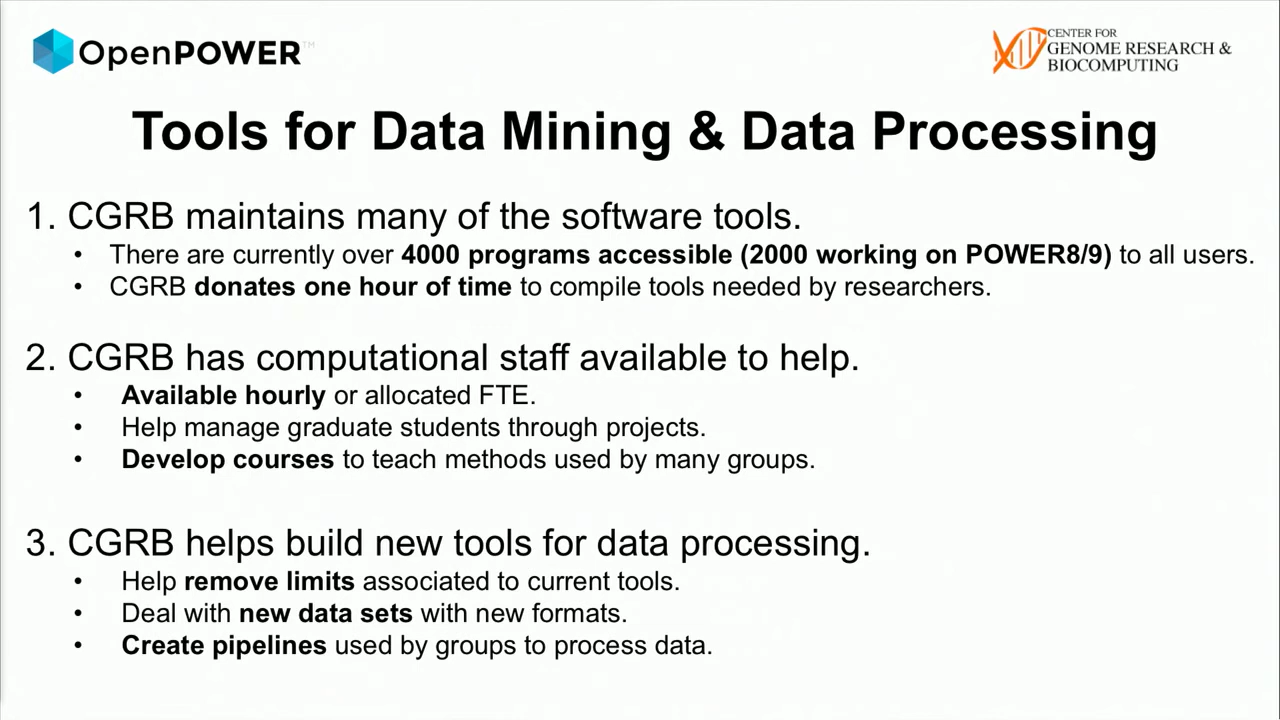 OpenPOWER™
CENTER FOR
GENOME RESEARCH &
BIOCOMPUTING
Tools for Data Mining & Data Processing
1. CGRB maintains many of the software tools.
• There are currently over 4000 programs accessible (2000 working on POWER8/9) to all users.
• CGRB donates one hour of time to compile tools needed by researchers.
2. CGRB has computational staff available to help.
• Available hourly or allocated FTE.
• Help manage graduate students through projects.
• Develop courses to teach methods used by many groups.
3. CGRB helps build new tools for data processing.
• Help remove limits associated to current tools.
• Deal with new data sets with new formats.
• Create pipelines used by groups to process data.